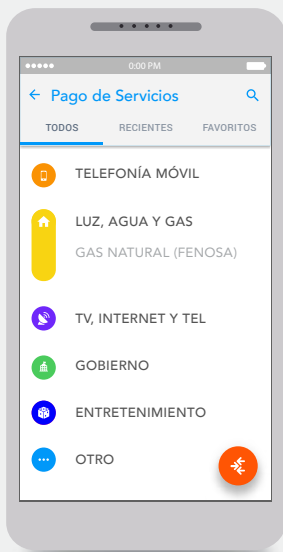 0:00 PM
Pago de Servicios
TODOS RECIENTES FAVORITOS
TELEFONÍA MÓVIL
LUZ, AGUA Y GAS
GAS NATURAL (FENOSA)
TV, INTERNET Y TEL
GOBIERNO
ENTRETENIMIENTO
OTRO